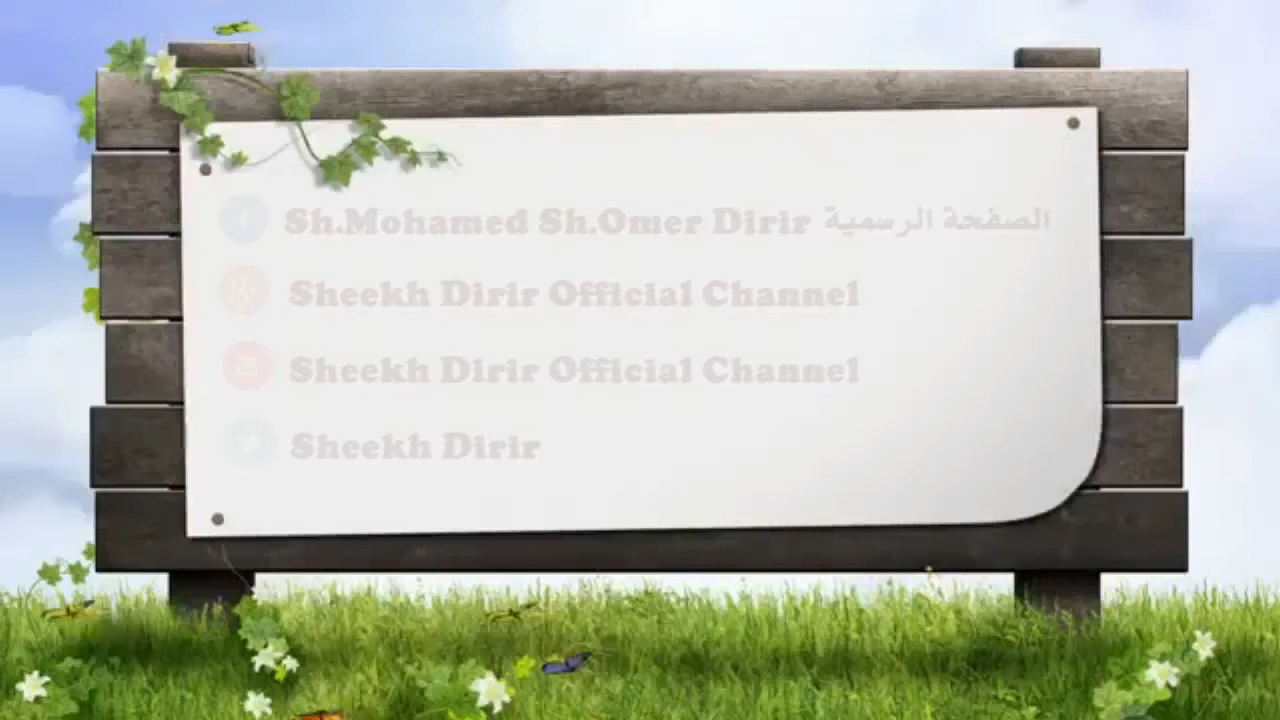 Sh.Mohamed Sh.Omer Dirir الصفحة الرسمية
Sheekh Dirir Official Channel
Sheekh Dirir Official Channel
Sheekh Dirir